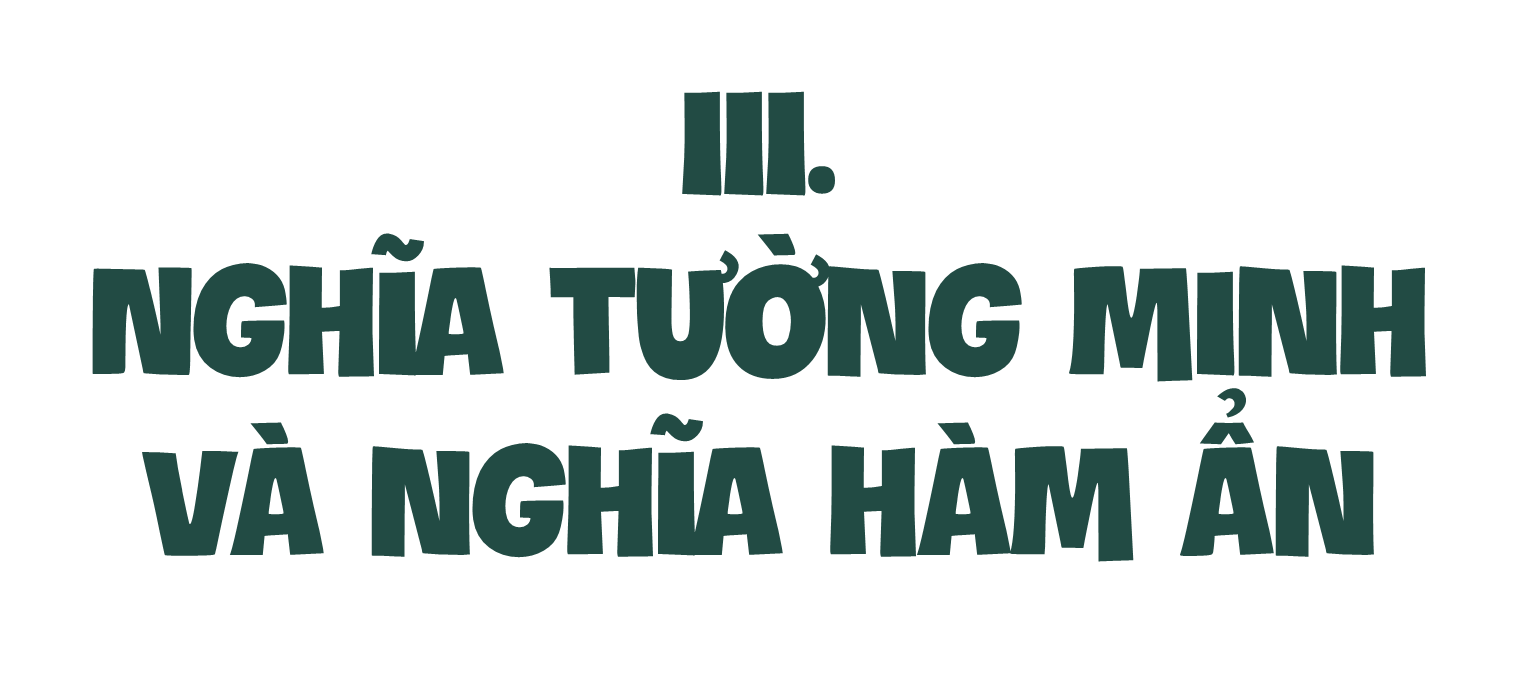 III.
NGHĨA TƯỜNG MINH
VÀ NGHĨA HÀM ẨN